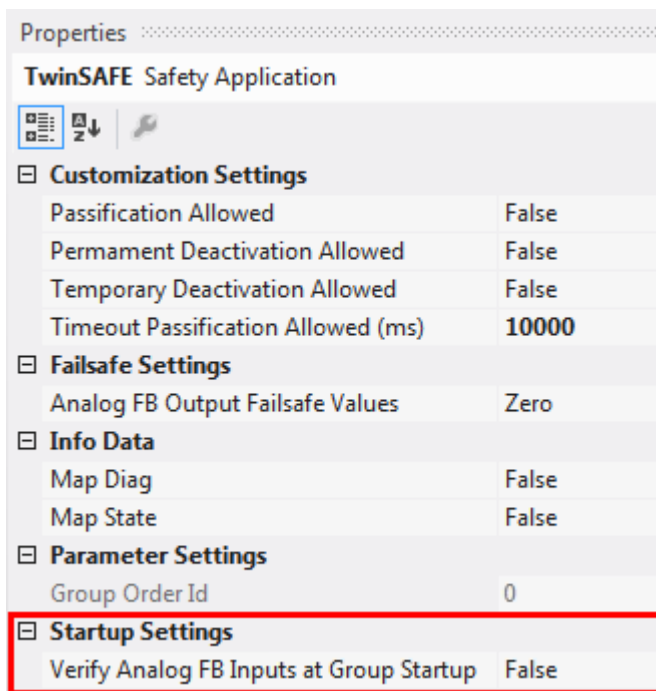 Properties
TwinSAFE Safety Application
Customization Settings
Passification Allowed False
Permament Deactivation Allowed False
Temporary Deactivation Allowed False
Timeout Passification Allowed (ms) 10000
Failsafe Settings
Analog FB Output Failsafe Values Zero
Info Data
Map Diag False
Map State False
Parameter Settings
Group Order Id 0
Startup Settings
Verify Analog FB Inputs at Group Startup False